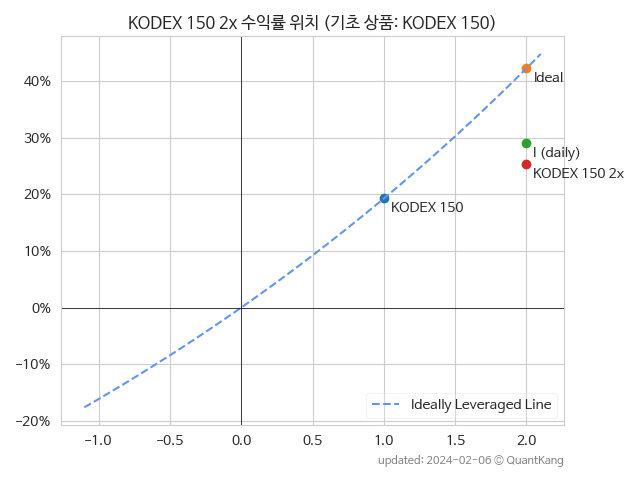 KODEX 150 2x 수익률 위치 (기초 상품: KODEX 150)
40%
Ideal
30%
I (daily)
KODEX 150 2x
20%
KODEX 150
10%
0%
−10%
Ideally Leveraged Line
−20%
−1.0 −0.5 0.0 0.5 1.0 1.5 2.0
updated: 2024-02-06 © QuantKang